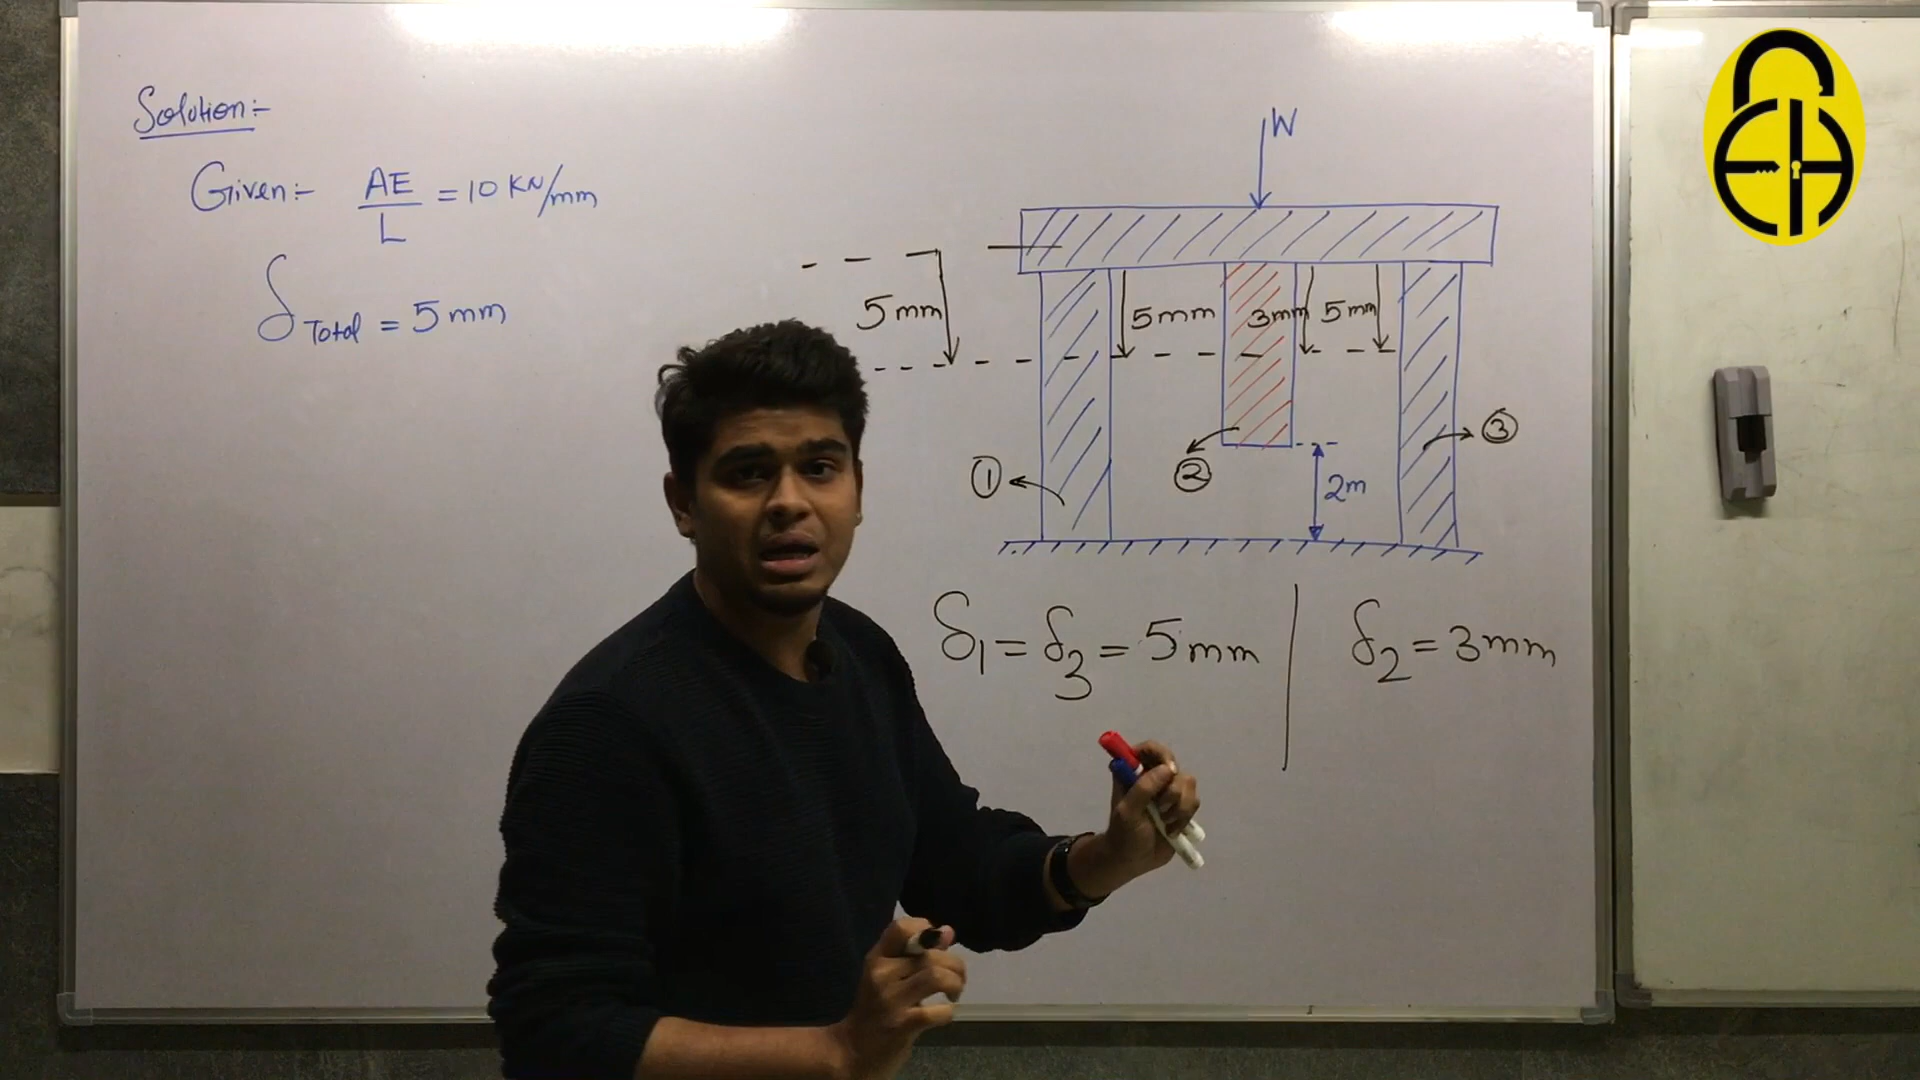 Solution:-
Given:- AE/L = 10 KN/mm
δTotal = 5 mm
W
5mm
5mm
3mm
5mm
①
②
③
2m
δ1 = δ3 = 5mm
δ2 = 3mm